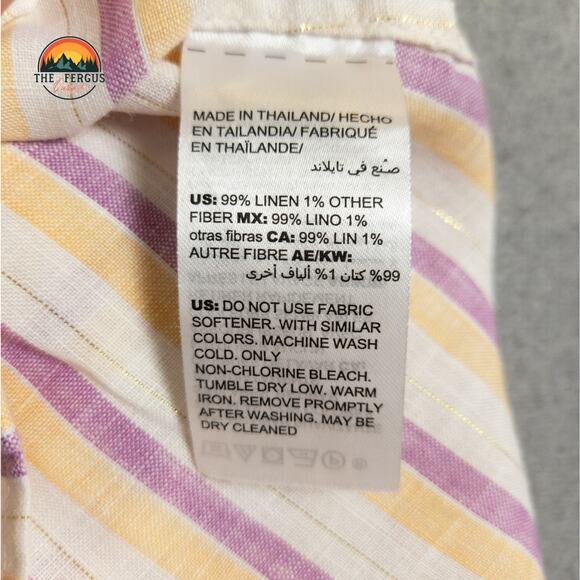 THE FERGUS
MADE IN THAILAND/ HECHO
EN TAILANDIA/ FABRIQUÉ
EN THAÏLANDE/
صنع في تايلاند
US: 99% LINEN 1% OTHER
FIBER MX: 99% LINO 1%
otras fibras CA: 99% LIN 1%
AUTRE FIBRE AE/KW:
99% كتان 1% ألياف أخرى
US: DO NOT USE FABRIC
SOFTENER. WITH SIMILAR
COLORS. MACHINE WASH
COLD. ONLY
NON-CHLORINE BLEACH.
TUMBLE DRY LOW. WARM
IRON. REMOVE PROMPTLY
AFTER WASHING. MAY BE
DRY CLEANED